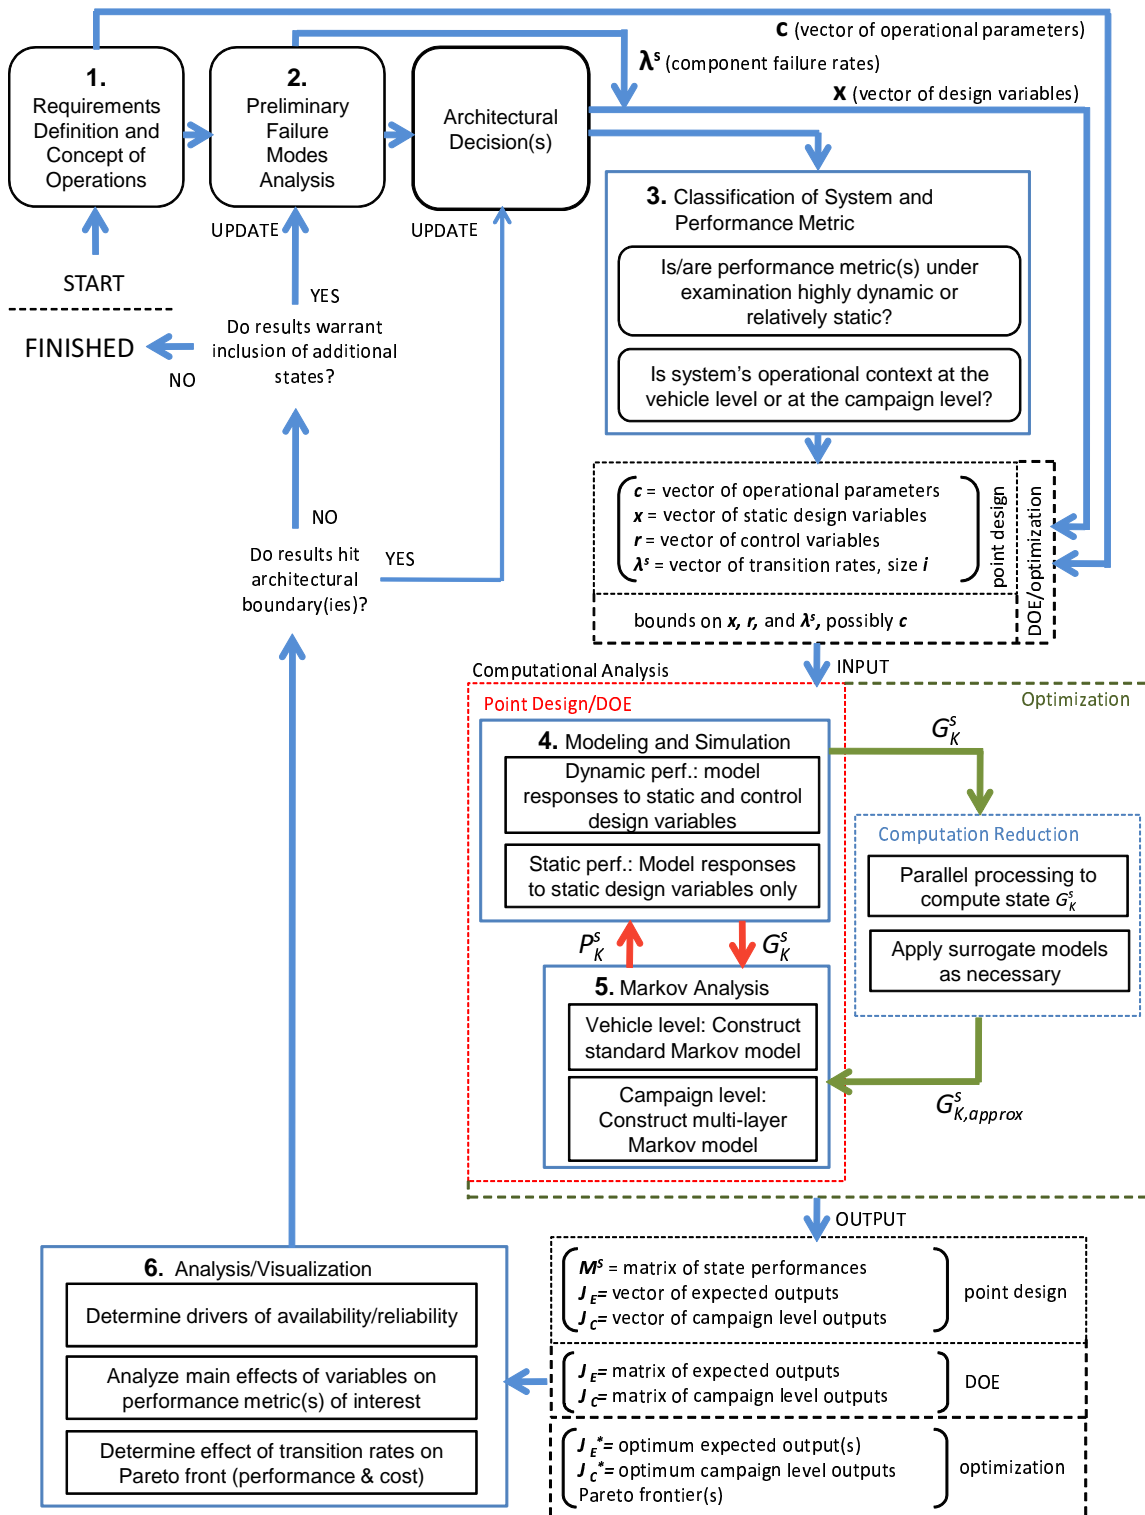 c (vector of operational parameters)
λˢ (component failure rates)
x (vector of design variables)
1.
Requirements
Definition and
Concept of
Operations
2.
Preliminary
Failure
Modes
Analysis
Architectural
Decision(s)
UPDATE
UPDATE
START
FINISHED
NO
YES
Do results warrant
inclusion of additional
states?
NO
Do results hit
architectural
boundary(ies)?
YES
3. Classification of System and
Performance Metric
Is/are performance metric(s) under
examination highly dynamic or
relatively static?
Is system's operational context at the
vehicle level or at the campaign level?
c = vector of operational parameters
x = vector of static design variables
r = vector of control variables
λˢ = vector of transition rates, size i
point design
DOE/optimization
bounds on x, r, and λˢ, possibly c
INPUT
Computational Analysis
Point Design/DOE
Optimization
4. Modeling and Simulation
Dynamic perf.: model
responses to static and control
design variables
Static perf.: Model responses
to static design variables only
G_K^s
Computation Reduction
Parallel processing to
compute state G_K^s
Apply surrogate models
as necessary
P_K^s
G_K^s
5. Markov Analysis
Vehicle level: Construct
standard Markov model
Campaign level:
Construct multi-layer
Markov model
G_K,approx^s
OUTPUT
Mˢ = matrix of state performances
J_E= vector of expected outputs
J_C= vector of campaign level outputs
point design
J_E= matrix of expected outputs
J_C= matrix of campaign level outputs
DOE
J_E^*= optimum expected output(s)
J_C^*= optimum campaign level outputs
Pareto frontier(s)
optimization
6. Analysis/Visualization
Determine drivers of availability/reliability
Analyze main effects of variables on
performance metric(s) of interest
Determine effect of transition rates on
Pareto front (performance & cost)